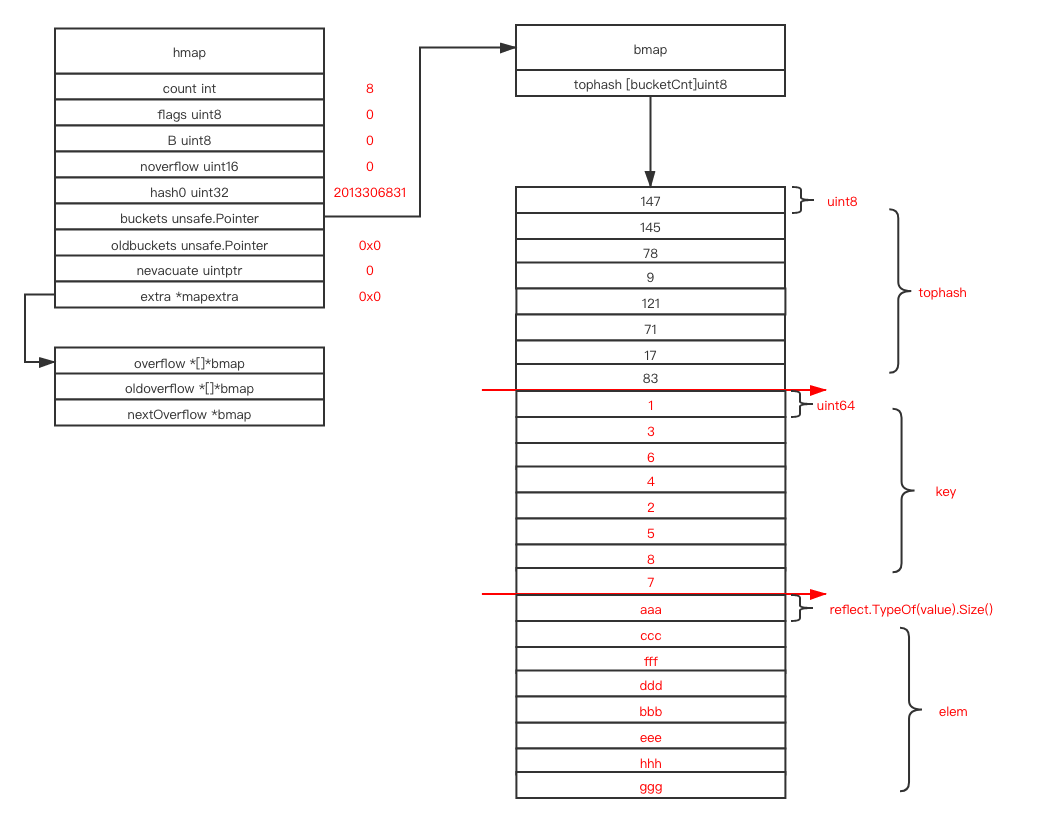 hmap
count int
8
flags uint8
0
B uint8
0
noverflow uint16
0
hash0 uint32
2013306831
buckets unsafe.Pointer
oldbuckets unsafe.Pointer
0x0
nevacuate uintptr
0
extra *mapextra
0x0
overflow *[]*bmap
oldoverflow *[]*bmap
nextOverflow *bmap
bmap
tophash [bucketCnt]uint8
147
uint8
145
78
9
121
71
17
83
tophash
1
uint64
3
6
4
2
5
8
7
key
aaa
reflect.TypeOf(value).Size()
ccc
fff
ddd
bbb
eee
hhh
ggg
elem